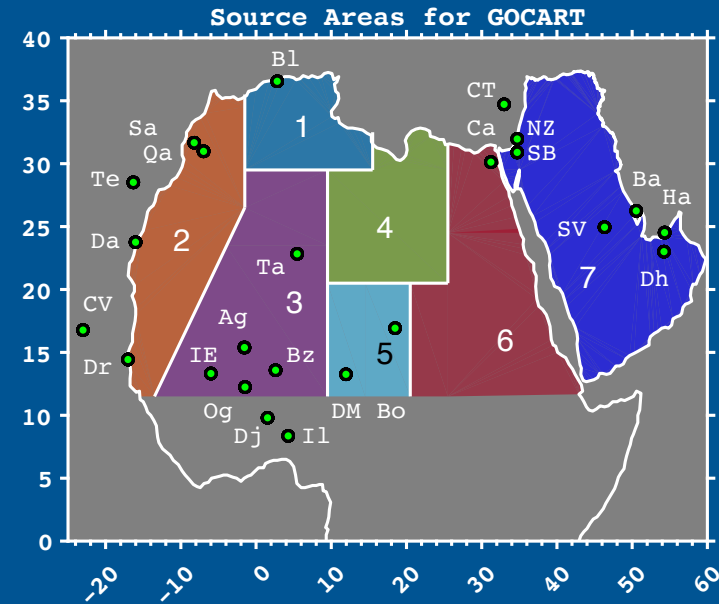 Source Areas for GOCART
40
35
30
25
20
15
10
5
0
Bl
CT
Sa
Qa
1
Ca
NZ
SB
Te
Ba
Ha
Da
2
4
SV
Ta
7
Dh
CV
Ag
3
IE
Bz
5
6
Dr
Og
DM
Bo
Dj
Il
-20
-10
0
10
20
30
40
50
60